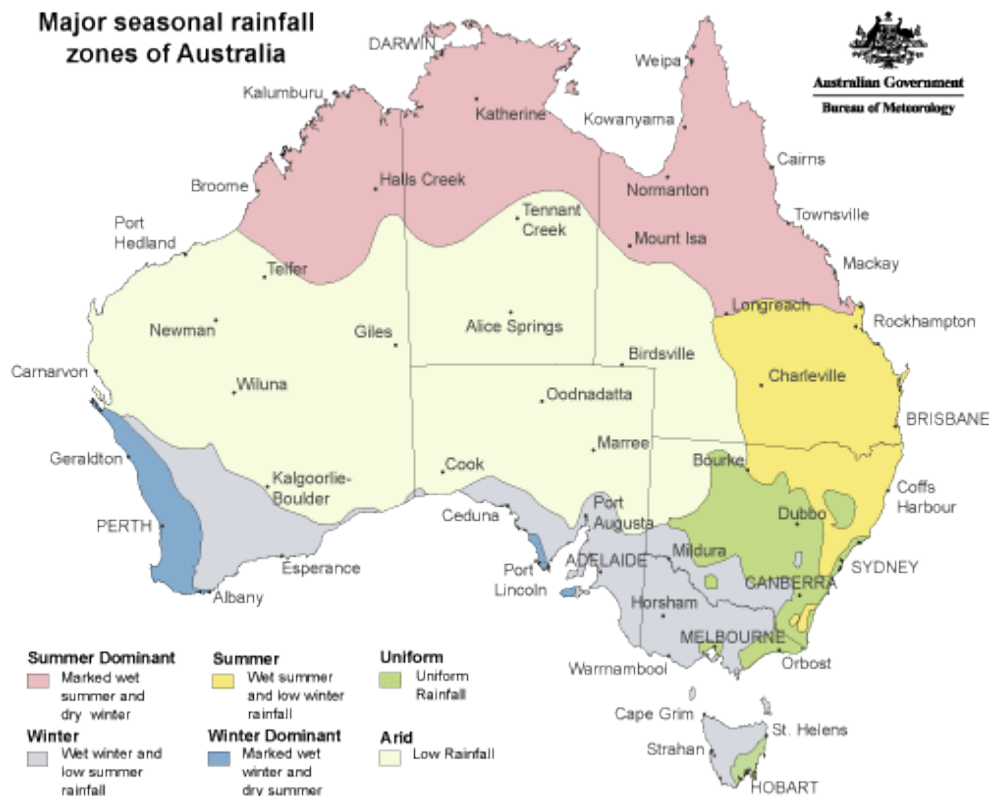 Major seasonal rainfall
zones of Australia
Australian Government
Bureau of Meteorology
DARWIN
Weipa
Kalumburu
Katherine
Kowanyama
Cairns
Broome
Halls Creek
Normanton
Port
Hedland
Tennant
Creek
Townsville
Mount Isa
Telfer
Mackay
Longreach
Newman
Giles
Alice Springs
Rockhampton
Birdsville
Carnarvon
Wiluna
Charleville
Oodnadatta
BRISBANE
Geraldton
Marree
Bourke
Cook
Kalgoorlie-
Boulder
Coffs
Harbour
Ceduna
Port
Augusta
Dubbo
PERTH
Esperance
ADELAIDE
Mildura
SYDNEY
Port
Lincoln
CANBERRA
Albany
Horsham
MELBOURNE
Orbost
Warrnambool
Cape Grim
St. Helens
Strahan
HOBART
Summer Dominant
Marked wet
summer and
dry winter
Summer
Wet summer
and low winter
rainfall
Uniform
Uniform
Rainfall
Winter
Wet winter and
low summer
rainfall
Winter Dominant
Marked wet
winter and
dry summer
Arid
Low Rainfall